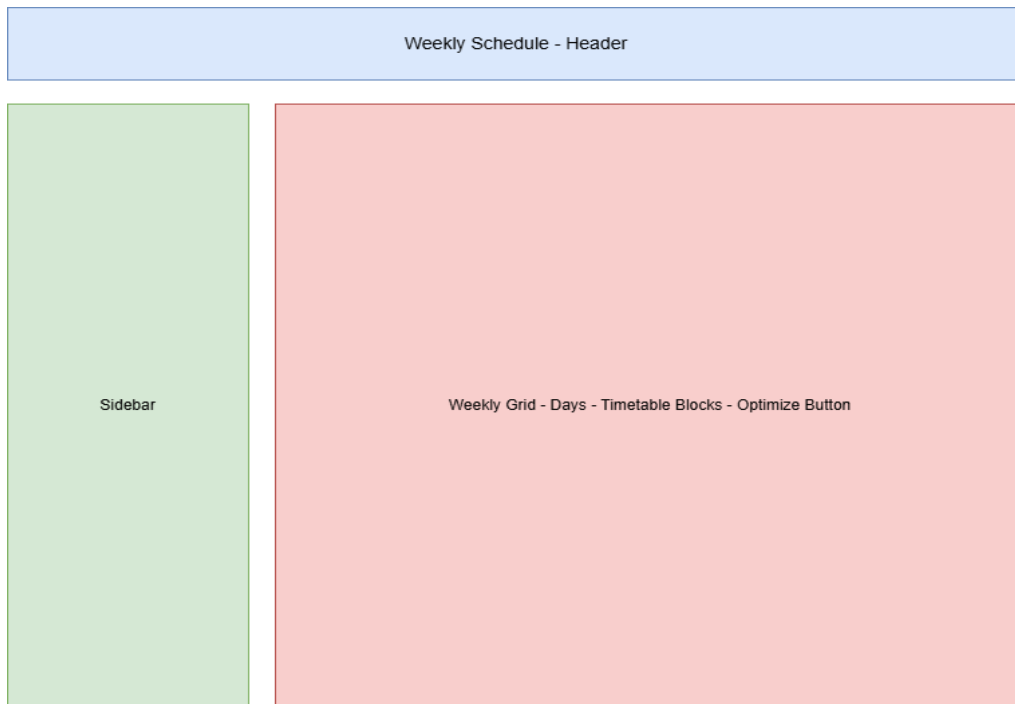 Weekly Schedule - Header
Sidebar
Weekly Grid - Days - Timetable Blocks - Optimize Button